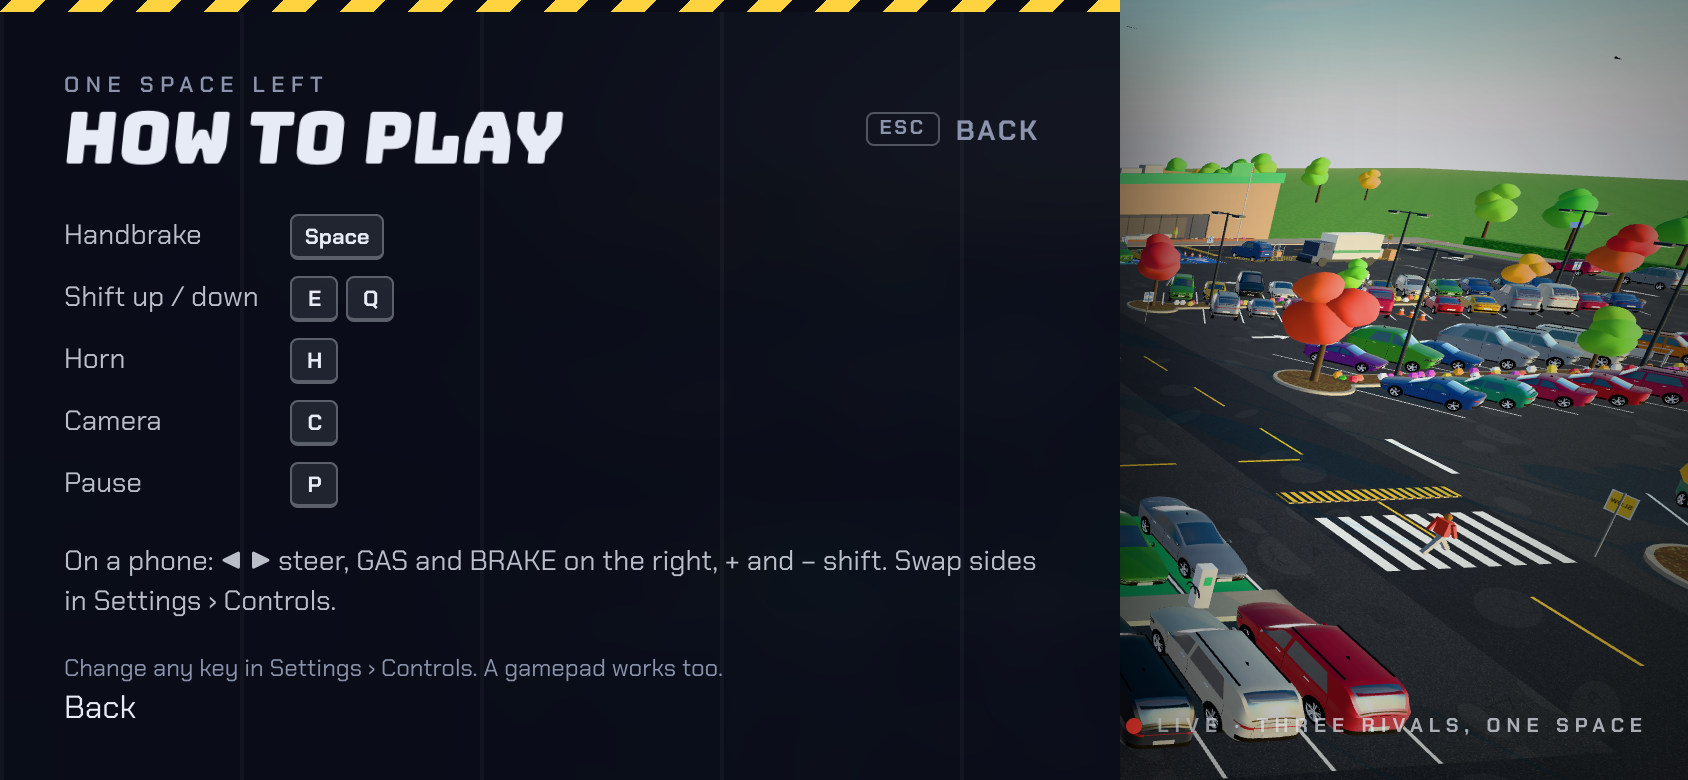 ONE SPACE LEFT
HOW TO PLAY
ESC BACK
Handbrake Space
Shift up / down E Q
Horn H
Camera C
Pause P
On a phone: ◀ ▶ steer, GAS and BRAKE on the right, + and – shift. Swap sides
in Settings › Controls.
Change any key in Settings › Controls. A gamepad works too.
Back
LIVE · THREE RIVALS, ONE SPACE